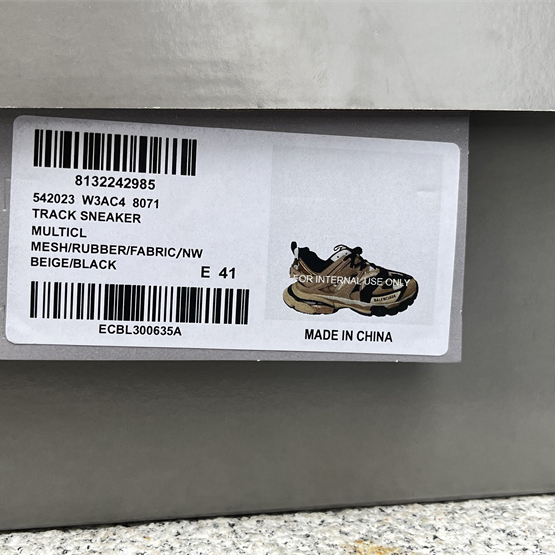 8132242985
542023 W3AC4 8071
TRACK SNEAKER
MULTICL
MESH/RUBBER/FABRIC/NW
BEIGE/BLACK
E 41
ECBL300635A
FOR INTERNAL USE ONLY
BALENCIAGA
MADE IN CHINA